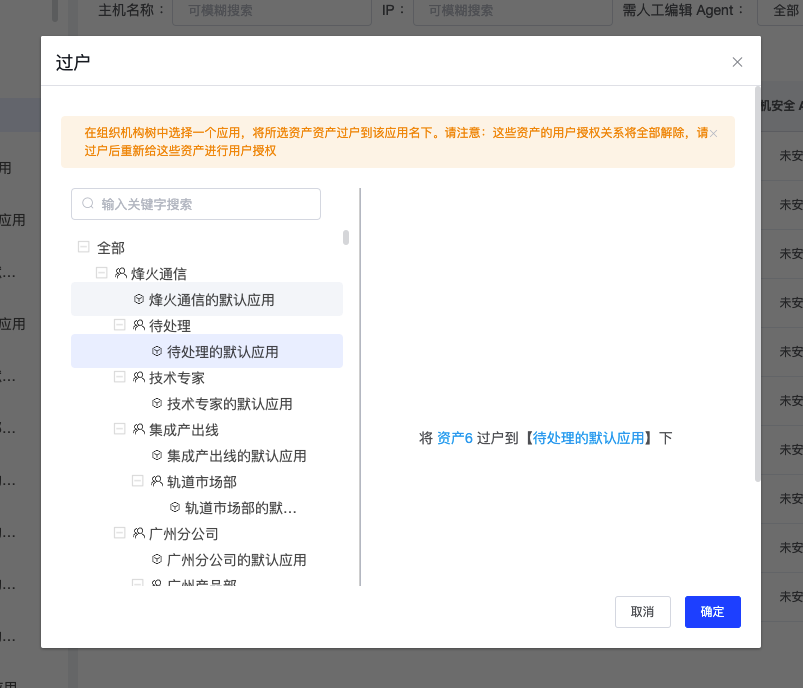 主机名称： 可模糊搜索 IP： 可模糊搜索 需人工编辑 Agent： 全部
过户
机安全 A
在组织机构树中选择一个应用，将所选资产资产过户到该应用名下。请注意：这些资产的用户授权关系将全部解除，请
过户后重新给这些资产进行用户授权
未安
用
输入关键字搜索
未安
应用
全部
未安
烽火通信
…
烽火通信的默认应用
未安
待处理
应用
待处理的默认应用
未安
技术专家
…
技术专家的默认应用
未安
集成产出线
…
将 资产6 过户到【待处理的默认应用】下
集成产出线的默认应用
未安
轨道市场部
…
轨道市场部的默…
未安
广州分公司
…
广州分公司的默认应用
未安
广州产品部
…
未安
取消
确定
…
应用